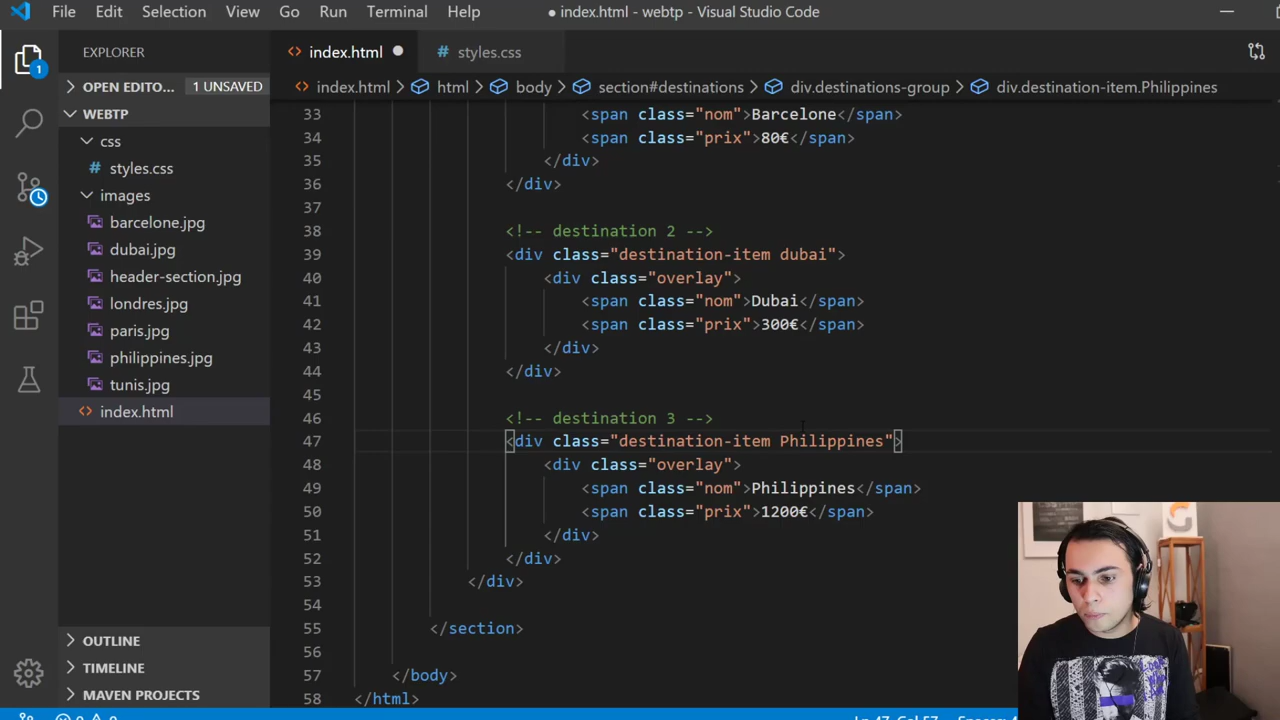 File Edit Selection View Go Run Terminal Help ● index.html - webtp - Visual Studio Code
EXPLORER
index.html
# styles.css
OPEN EDITO... 1 UNSAVED
index.html > html > body > section#destinations > div.destinations-group > div.destination-item.Philippines
WEBTP
css
# styles.css
images
barcelone.jpg
dubai.jpg
header-section.jpg
londres.jpg
paris.jpg
philippines.jpg
tunis.jpg
<> index.html
OUTLINE
TIMELINE
MAVEN PROJECTS
1
33 <span class="nom">Barcelone</span>
34 <span class="prix">80€</span>
35 </div>
36 </div>
37
38 <!-- destination 2 -->
39 <div class="destination-item dubai">
40 <div class="overlay">
41 <span class="nom">Dubai</span>
42 <span class="prix">300€</span>
43 </div>
44 </div>
45
46 <!-- destination 3 -->
47 <div class="destination-item Philippines">
48 <div class="overlay">
49 <span class="nom">Philippines</span>
50 <span class="prix">1200€</span>
51 </div>
52 </div>
53 </div>
54
55 </section>
56
57 </body>
58 </html>